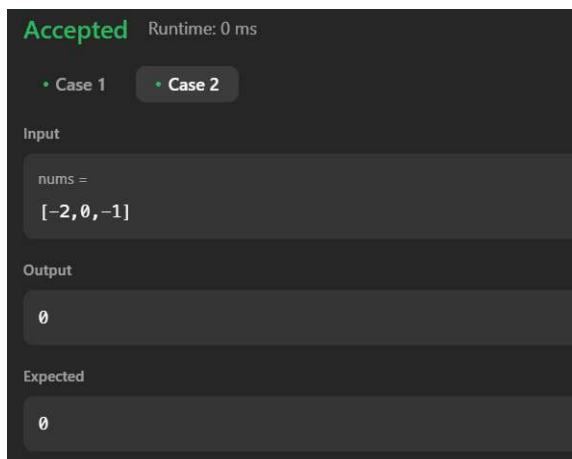 Accepted Runtime: 0 ms
• Case 1 • Case 2
Input
nums =
[-2,0,-1]
Output
0
Expected
0